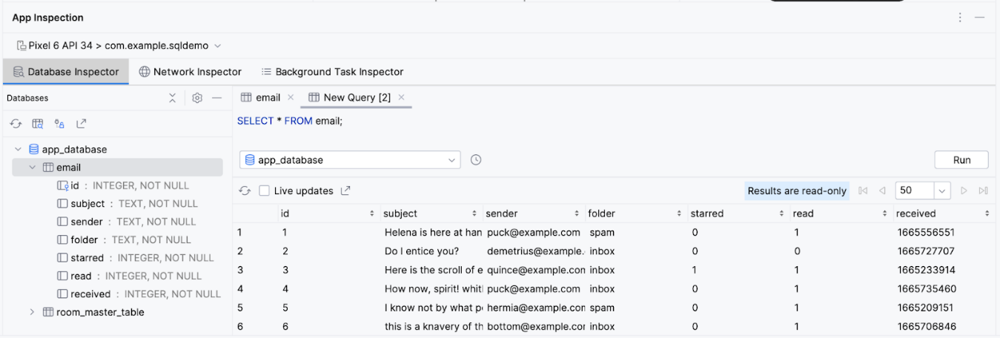 App Inspection
Pixel 6 API 34 > com.example.sqldemo
Database Inspector Network Inspector Background Task Inspector
Databases
app_database
email
id : INTEGER, NOT NULL
subject : TEXT, NOT NULL
sender : TEXT, NOT NULL
folder : TEXT, NOT NULL
starred : INTEGER, NOT NULL
read : INTEGER, NOT NULL
received : INTEGER, NOT NULL
room_master_table
email New Query [2]
SELECT * FROM email;
app_database Run
Live updates Results are read-only 50
id subject sender folder starred read received
1 1 Helena is here at han puck@example.com spam 0 1 1665556551
2 2 Do I entice you? demetrius@example. inbox 0 0 1665727707
3 3 Here is the scroll of e quince@example.con inbox 1 1 1665233914
4 4 How now, spirit! whitl puck@example.com inbox 0 1 1665735460
5 5 I know not by what p hermia@example.con spam 0 1 1665209151
6 6 this is a knavery of th bottom@example.cor inbox 0 1 1665706846